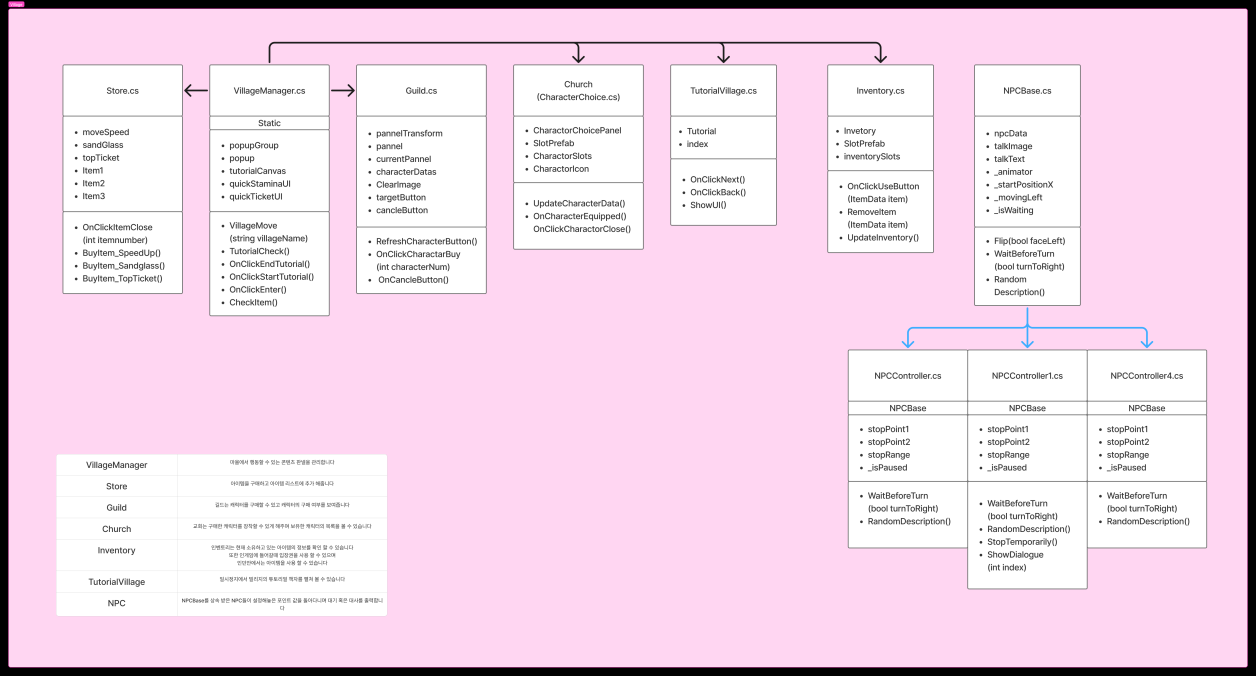 Village
Store.cs
moveSpeed
sandGlass
topTicket
Item1
Item2
Item3
OnClickItemClose
(int itemnumber)
BuyItem_SpeedUp()
BuyItem_Sandglass()
BuyItem_TopTicket()
VillageManager.cs
Static
popupGroup
popup
tutorialCanvas
quickStaminaUI
quickTicketUI
VillageMove
(string villageName)
TutorialCheck()
OnClickEndTutorial()
OnClickStartTutorial()
OnClickEnter()
CheckItem()
Guild.cs
pannelTransform
pannel
currentPannel
characterDatas
ClearImage
targetButton
cancleButton
RefreshCharacterButton()
OnClickCharactarBuy
(int characterNum)
OnCancleButton()
Church
(CharacterChoice.cs)
CharactorChoicePanel
SlotPrefab
CharactorSlots
CharactorIcon
UpdateCharacterData()
OnCharacterEquipped()
OnClickCharactorClose()
TutorialVillage.cs
Tutorial
index
OnClickNext()
OnClickBack()
ShowUI()
Inventory.cs
Invetory
SlotPrefab
inventorySlots
OnClickUseButton
(ItemData item)
RemoveItem
(ItemData item)
UpdateInventory()
NPCBase.cs
npcData
talkImage
talkText
_animator
_startPositionX
_movingLeft
_isWaiting
Flip(bool faceLeft)
WaitBeforeTurn
(bool turnToRight)
Random
Description()
NPCController.cs
NPCBase
stopPoint1
stopPoint2
stopRange
_isPaused
WaitBeforeTurn
(bool turnToRight)
RandomDescription()
NPCController1.cs
NPCBase
stopPoint1
stopPoint2
stopRange
_isPaused
WaitBeforeTurn
(bool turnToRight)
RandomDescription()
StopTemporarily()
ShowDialogue
(int index)
NPCController4.cs
NPCBase
stopPoint1
stopPoint2
stopRange
_isPaused
WaitBeforeTurn
(bool turnToRight)
RandomDescription()
VillageManager
마을에서 행동할 수 있는 콘텐츠 판넬을 관리합니다
Store
아이템을 구매하고 아이템 리스트에 추가 해줍니다
Guild
길드는 캐릭터를 구매할 수 있고 캐릭터의 구매 여부를 보여줍니다
Church
교회는 구매한 캐릭터를 장착할 수 있게 해주며 보유한 캐릭터의 목록을 볼 수 있습니다
Inventory
인벤토리는 현재 소유하고 있는 아이템의 정보를 확인 할 수 있습니다
또한 인게임에 들어갈때 입장권을 사용 할 수 있으며
인던안에서는 아이템을 사용 할 수 있습니다
TutorialVillage
일시정지에서 빌리지의 튜토리얼 책자를 펼쳐 볼 수 있습니다
NPC
NPCBase를 상속 받은 NPC들이 설정해놓은 포인트 값을 돌아다니며 대기 혹은 대사를 출력합니
다